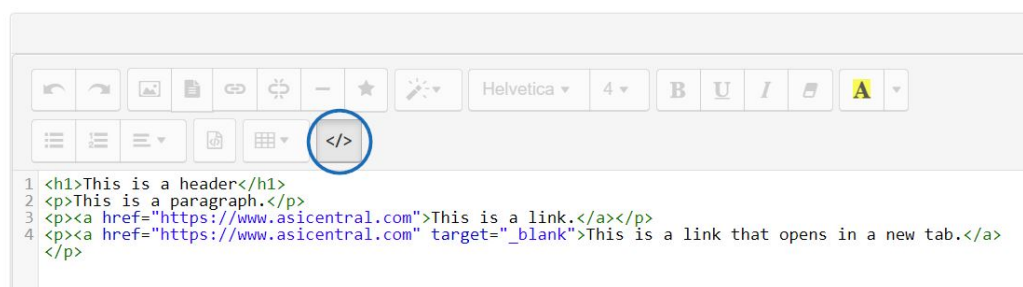 Helvetica 4 B U I A
</>
1 <h1>This is a header</h1>
2 <p>This is a paragraph.</p>
3 <p><a href="https://www.asicentral.com">This is a link.</a></p>
4 <p><a href="https://www.asicentral.com" target="_blank">This is a link that opens in a new tab.</a>
</p>